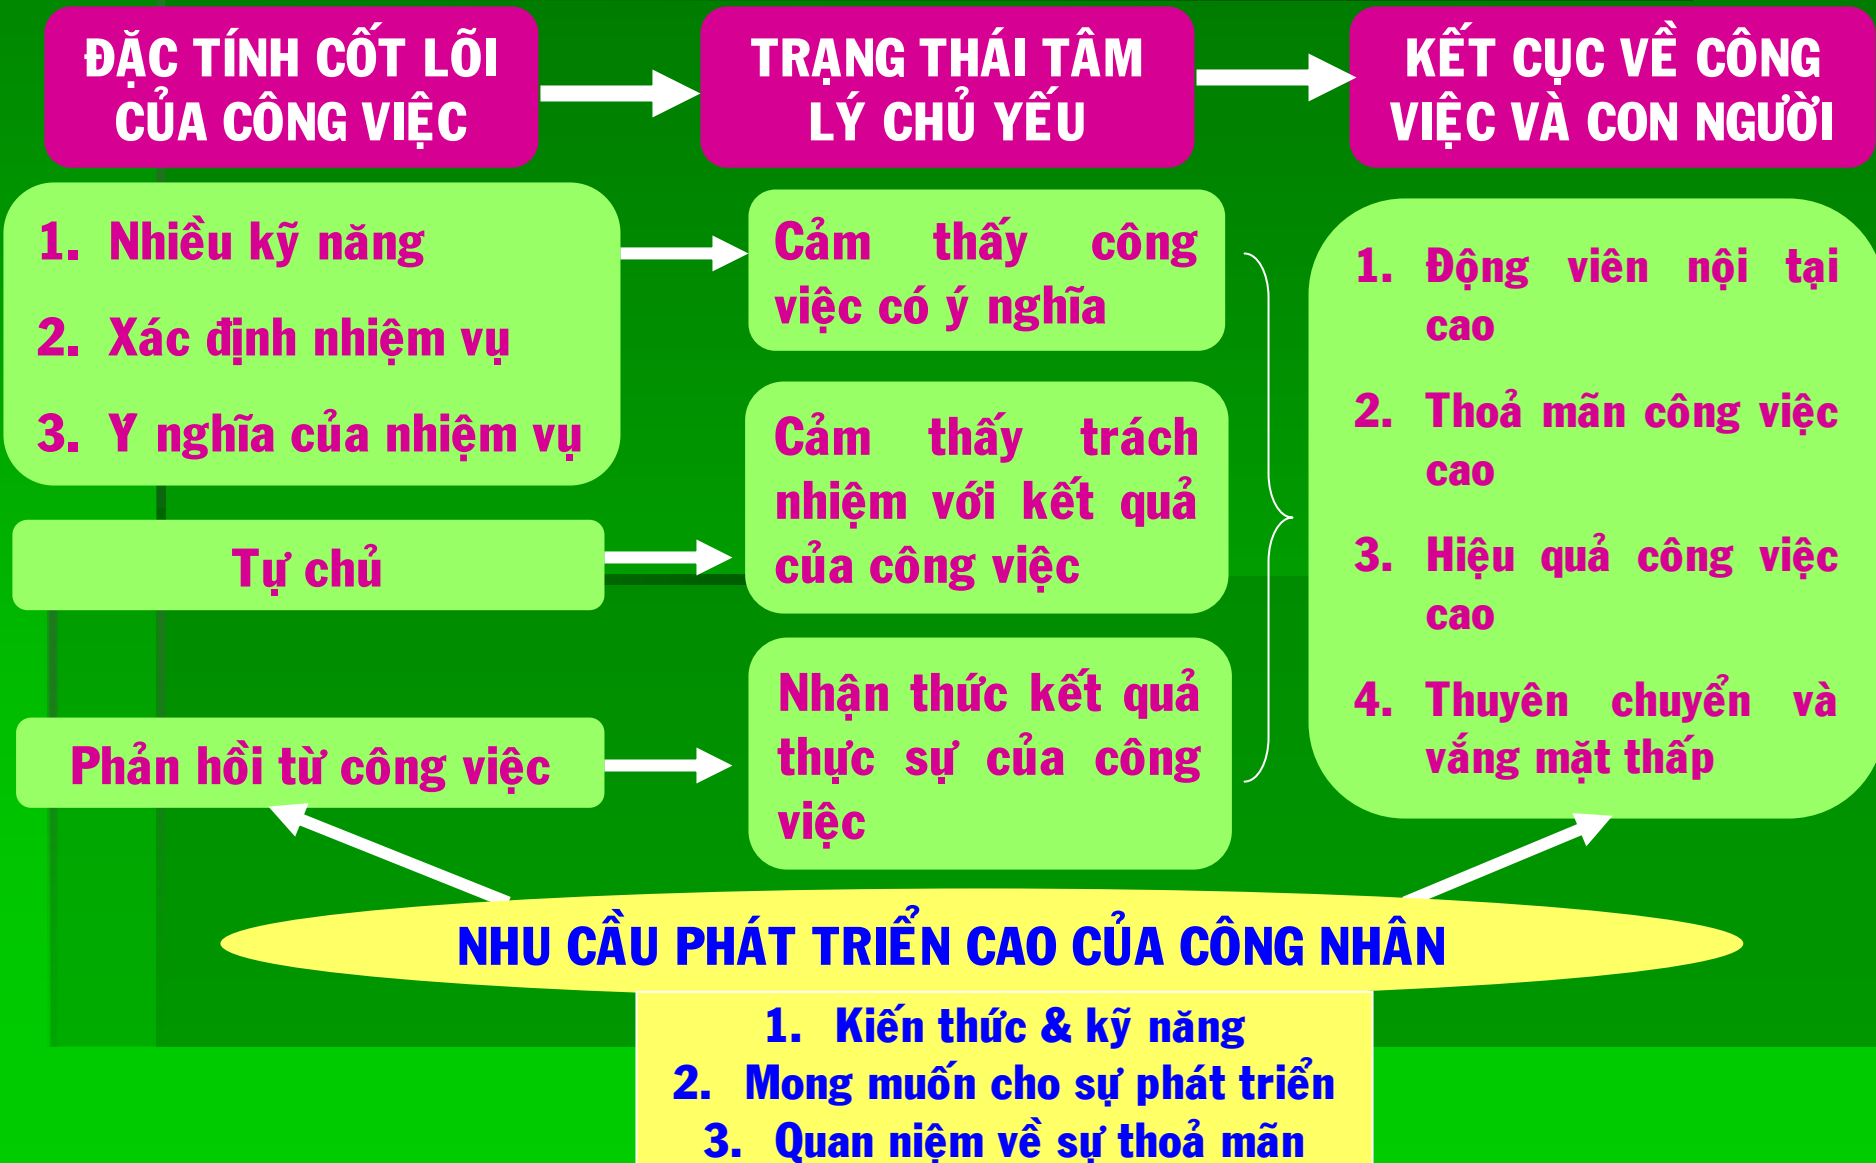 ĐẶC TÍNH CỐT LÕI
CỦA CÔNG VIỆC
TRẠNG THÁI TÂM
LÝ CHỦ YẾU
KẾT CỤC VỀ CÔNG
VIỆC VÀ CON NGƯỜI
1. Nhiều kỹ năng
2. Xác định nhiệm vụ
3. Y nghĩa của nhiệm vụ
Tự chủ
Phản hồi từ công việc
Cảm thấy công
việc có ý nghĩa
Cảm thấy trách
nhiệm với kết quả
của công việc
Nhận thức kết quả
thực sự của công
việc
1. Động viên nội tại
cao
2. Thoả mãn công việc
cao
3. Hiệu quả công việc
cao
4. Thuyên chuyển và
vắng mặt thấp
NHU CẦU PHÁT TRIỂN CAO CỦA CÔNG NHÂN
1. Kiến thức & kỹ năng
2. Mong muốn cho sự phát triển
3. Quan niệm về sự thoả mãn